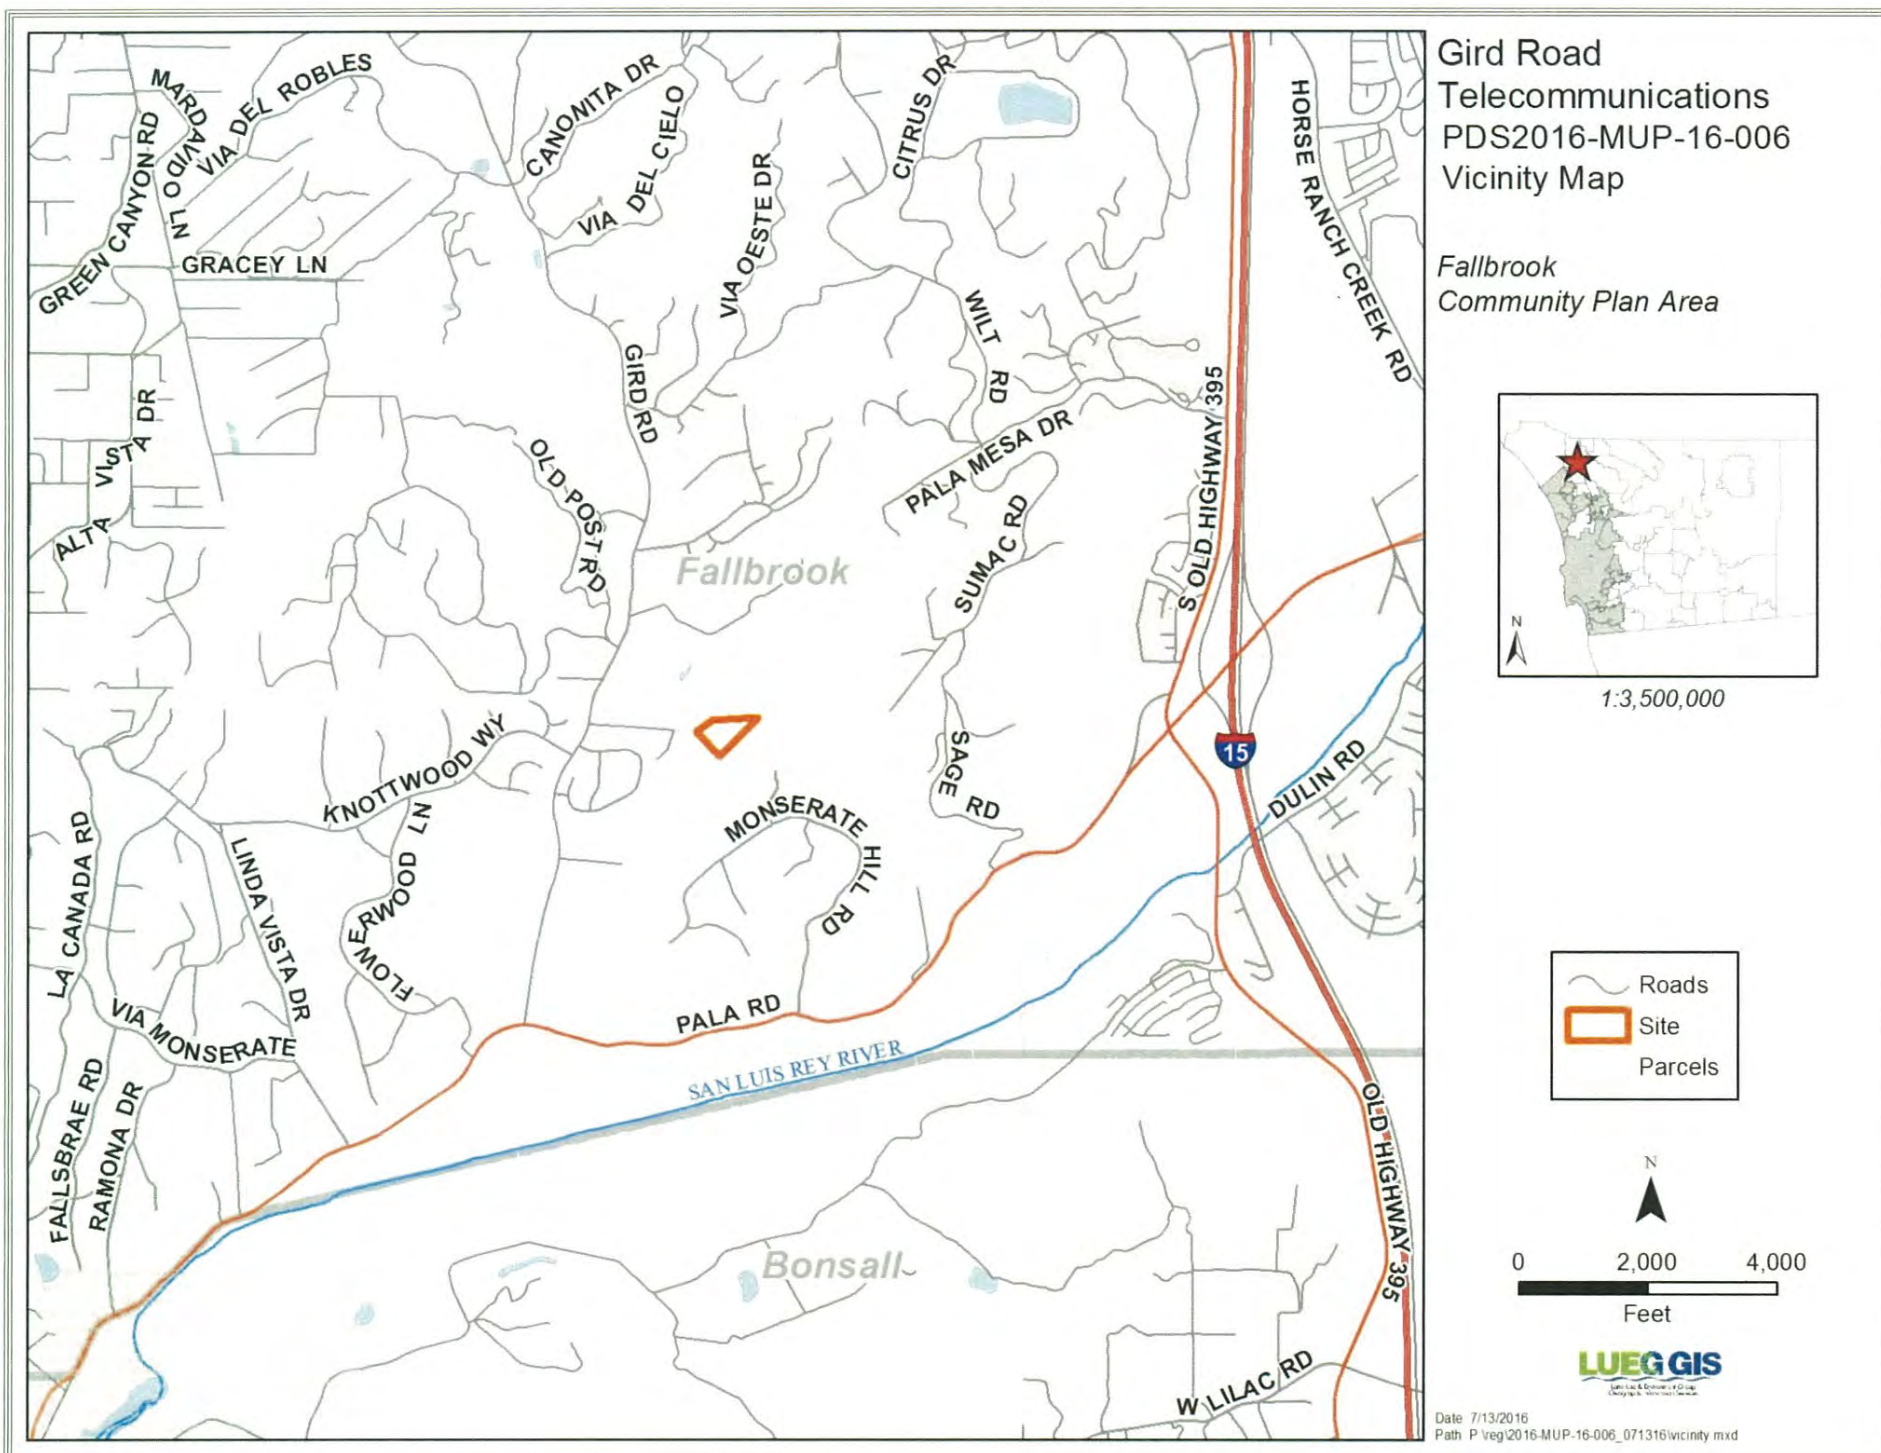 Gird Road
Telecommunications
PDS2016-MUP-16-006
Vicinity Map
Fallbrook
Community Plan Area
N
1:3,500,000
Roads
Site
Parcels
N
0 2,000 4,000
Feet
LUEG GIS
Date 7/13/2016
MARDAVIDO LN
VIA DEL ROBLES
CANONITA DR
VIA DEL CIELO
CITRUS DR
HORSE RANCH CREEK RD
GREEN CANYON RD
GRACEY LN
VIA OESTE DR
WILT RD
GIRD RD
S OLD HIGHWAY 395
ALTA VISTA DR
OLD POST RD
PALA MESA DR
SUMAC RD
Fallbrook
KNOTTWOOD WY
SAGE RD
15
DULIN RD
MONSERATE HILL RD
LA CANADA RD
LINDA VISTA DR
FLOWERWOOD LN
VIA MONSERATE
PALA RD
SAN LUIS REY RIVER
FALLSBRAE RD
RAMONA DR
OLD HIGHWAY 395
Bonsall
W LILAC RD